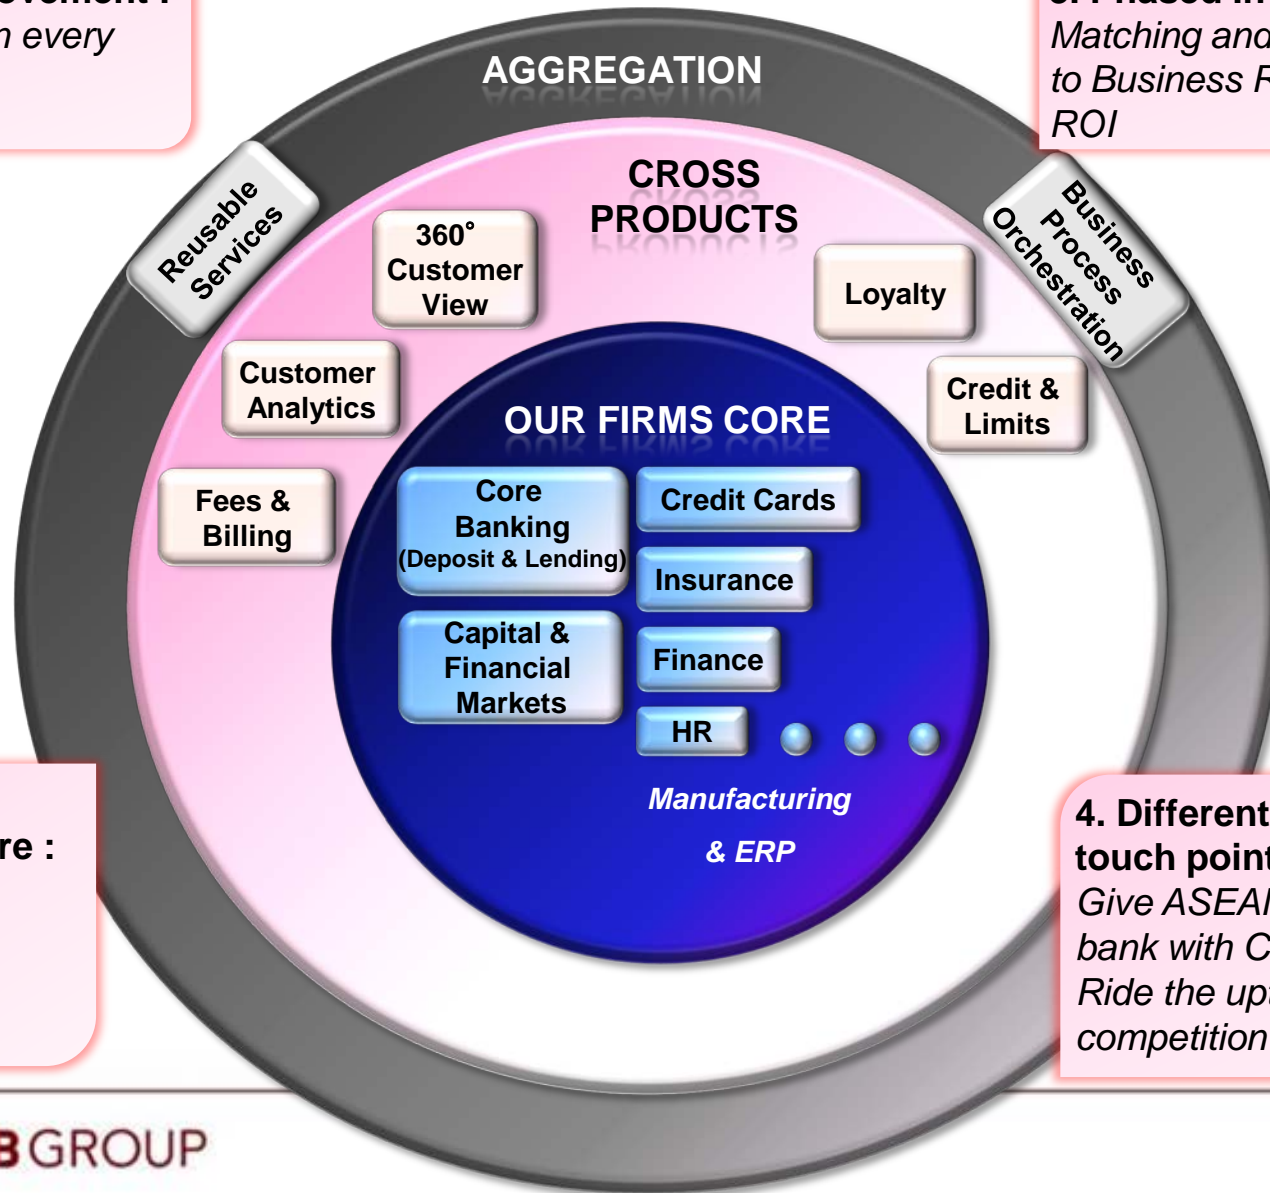 n every
Matching and
to Business R
ROI
AGGREGATION
CROSS
PRODUCTS
Reusable
Services
Business
Process
Orchestration
360°
Customer
View
Loyalty
Customer
Analytics
Credit &
Limits
Fees &
Billing
OUR FIRMS CORE
Core
Banking
(Deposit & Lending)
Credit Cards
Insurance
Capital &
Financial
Markets
Finance
HR
Manufacturing
& ERP
re :
4. Different
touch point
Give ASEAN
bank with C
Ride the upt
competition
B GROUP